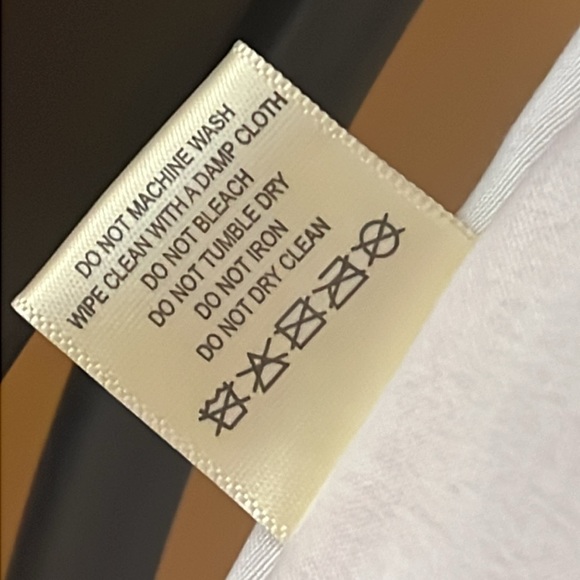 DO NOT MACHINE WASH
WIPE CLEAN WITH A DAMP CLOTH
DO NOT BLEACH
DO NOT TUMBLE DRY
DO NOT IRON
DO NOT DRY CLEAN